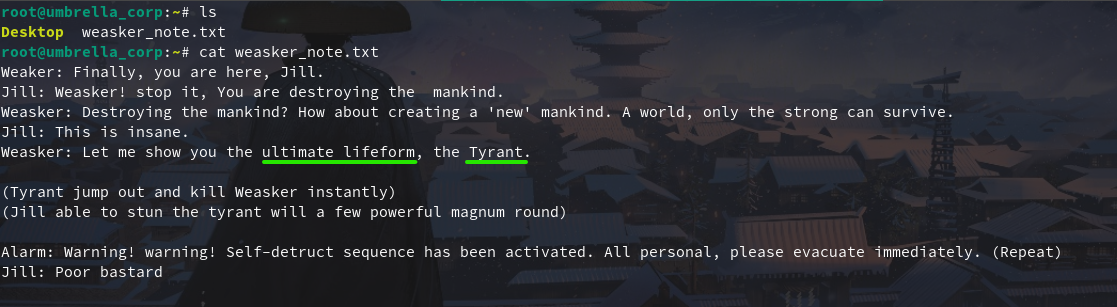 root@umbrella_corp:~# ls
Desktop  weasker_note.txt
root@umbrella_corp:~# cat weasker_note.txt
Weaker: Finally, you are here, Jill.
Jill: Weasker! stop it, You are destroying the  mankind.
Weasker: Destroying the mankind? How about creating a 'new' mankind. A world, only the strong can survive.
Jill: This is insane.
Weasker: Let me show you the ultimate lifeform, the Tyrant.
(Tyrant jump out and kill Weasker instantly)
(Jill able to stun the tyrant will a few powerful magnum round)
Alarm: Warning! warning! Self-detruct sequence has been activated. All personal, please evacuate immediately. (Repeat)
Jill: Poor bastard